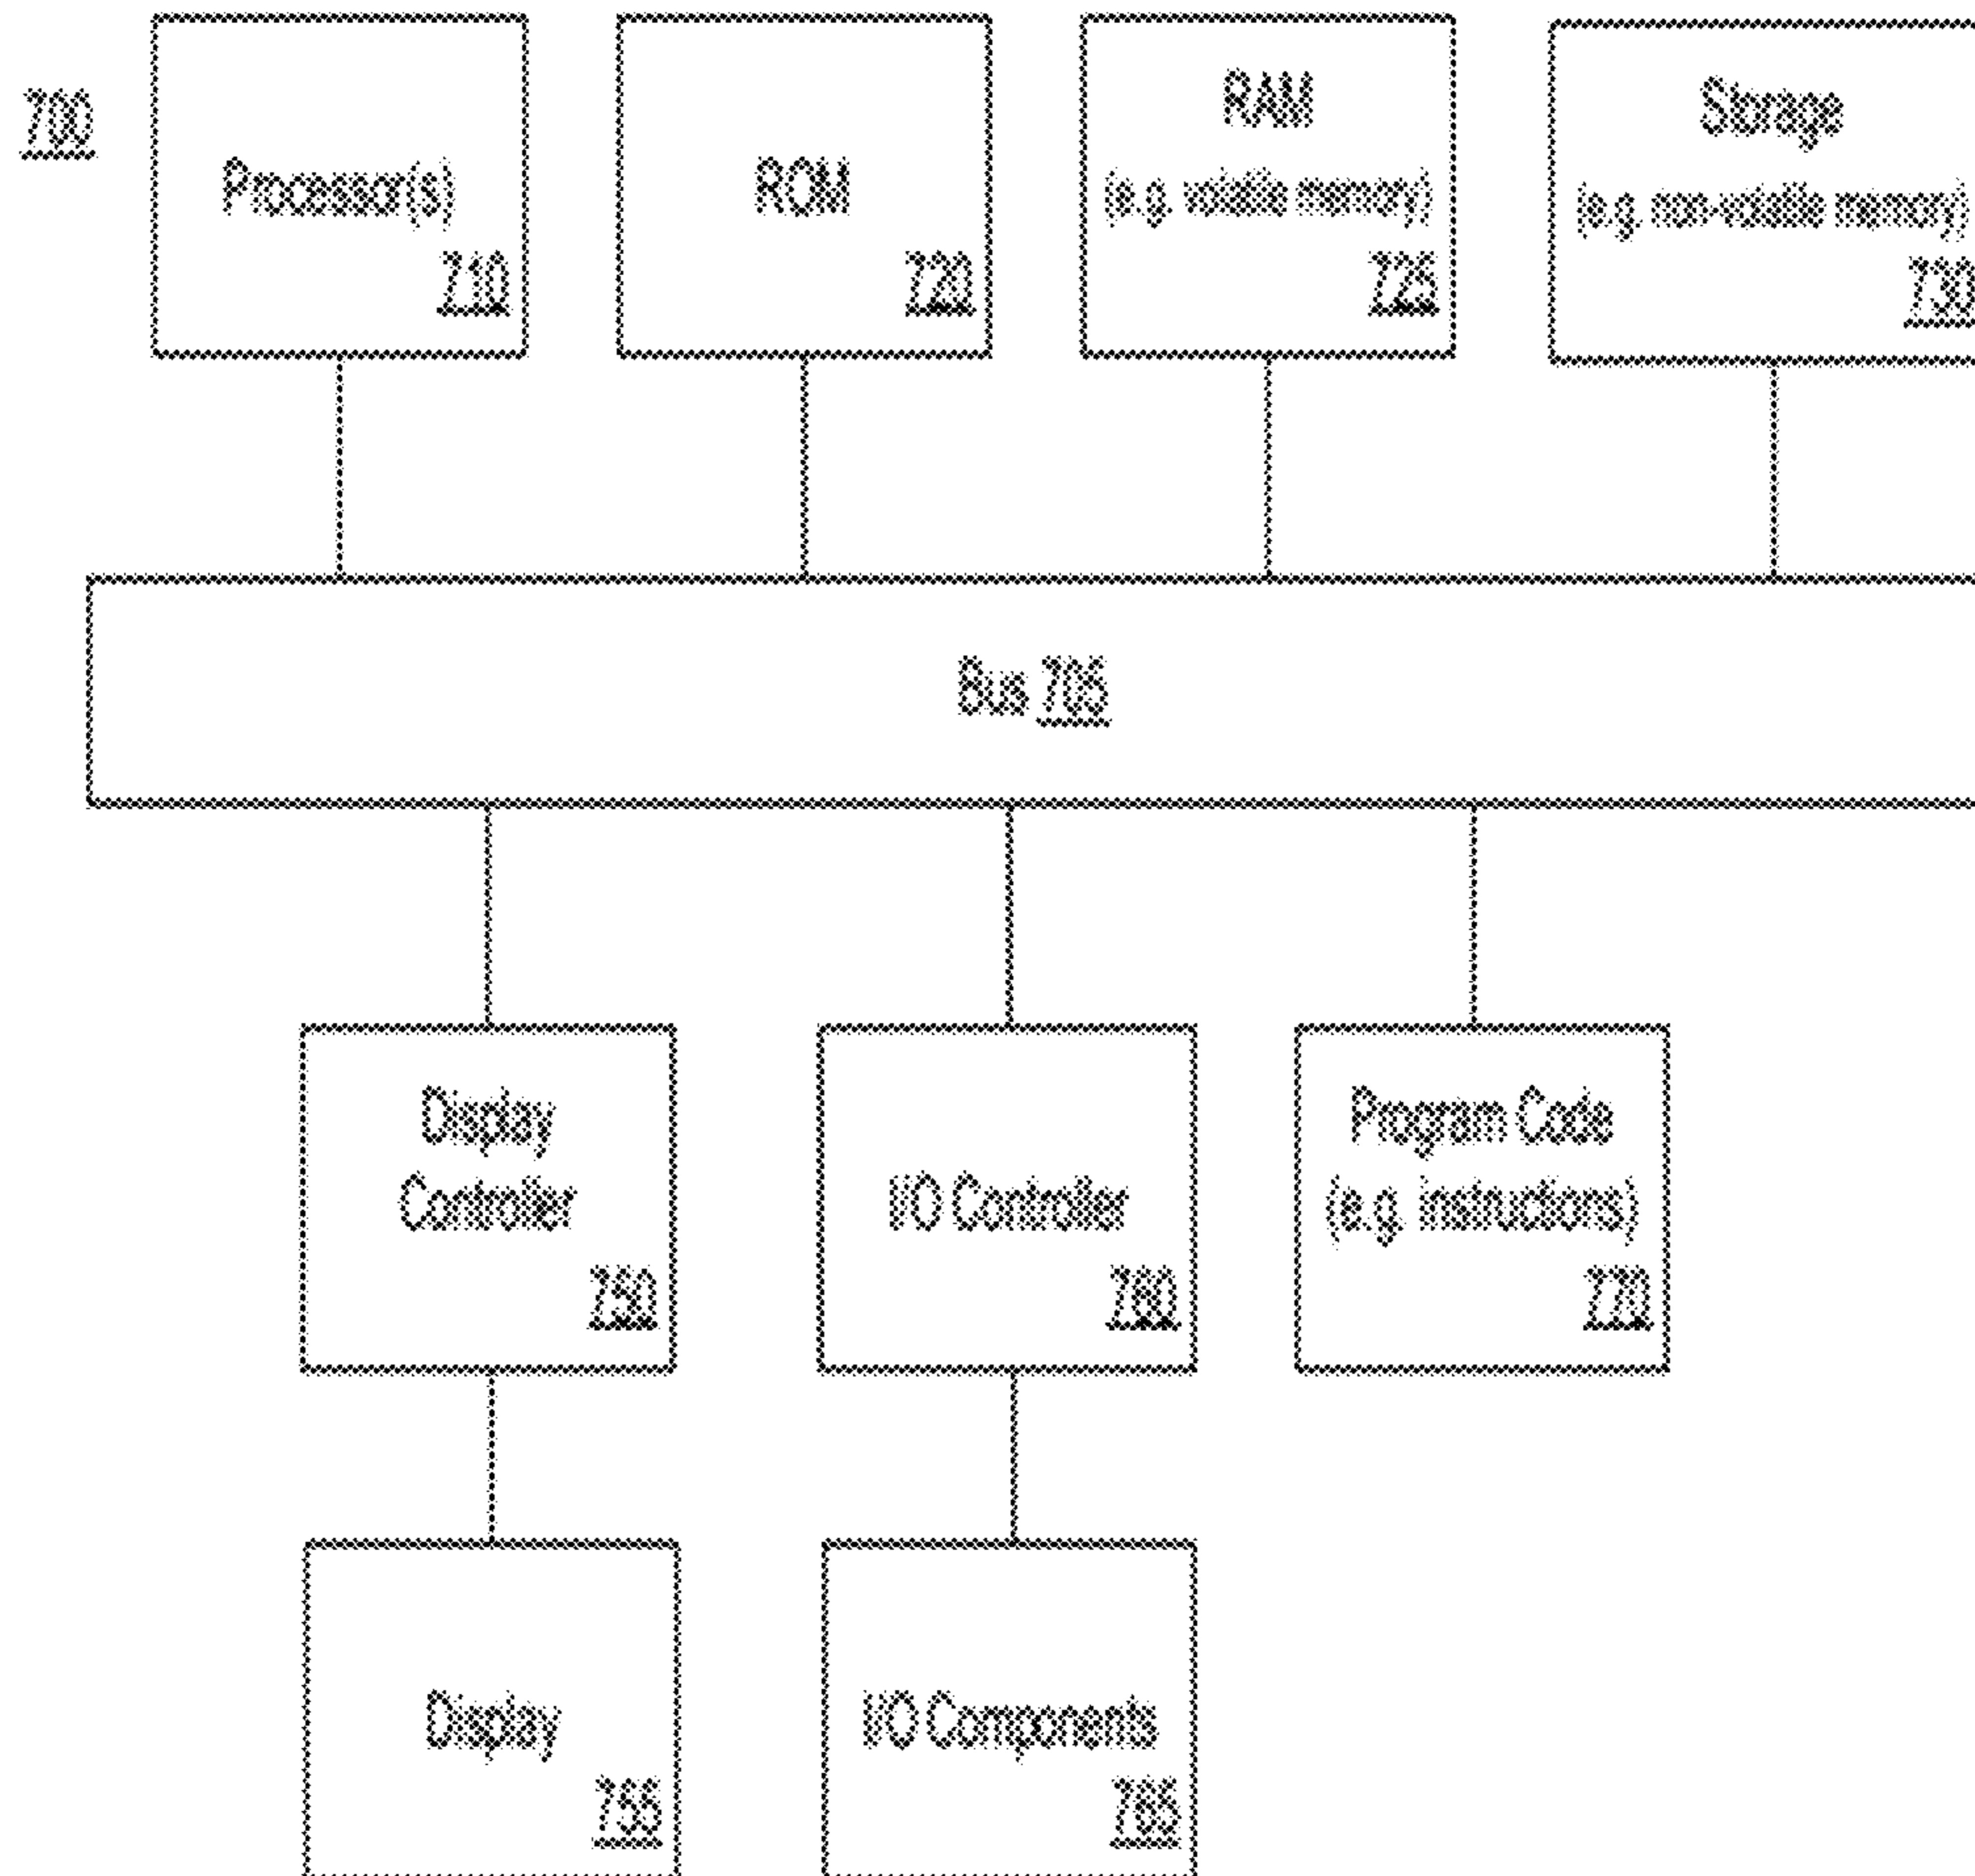 700
Processor(s)
710
ROM
720
RAM
(e.g. volatile memory)
725
Storage
(e.g. non-volatile memory)
730
Bus 705
Display
Controller
750
I/O Controller
760
Program Code
(e.g. instructions)
770
Display
755
I/O Components
765